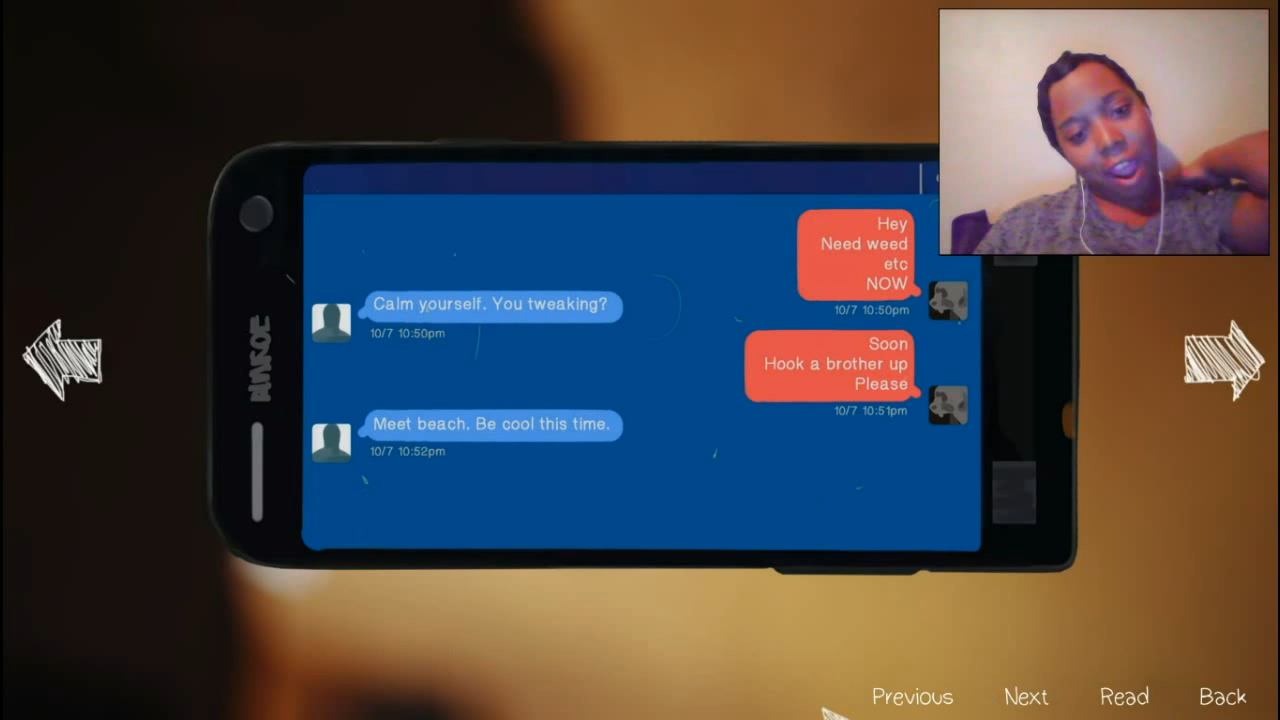 Hey
Need weed
etc
NOW
10/7 10:50pm
Calm yourself. You tweaking?
10/7 10:50pm
Soon
Hook a brother up
Please
10/7 10:51pm
Meet beach. Be cool this time.
10/7 10:52pm
Previous
Next
Read
Back